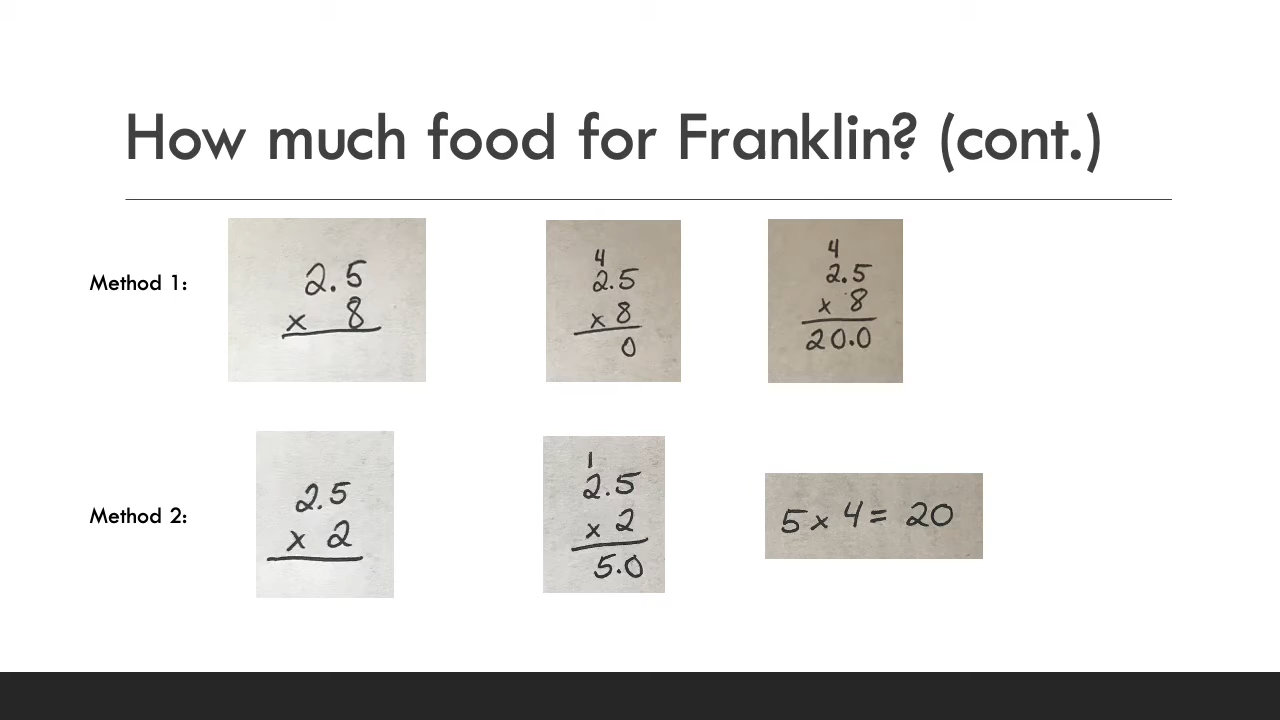 How much food for Franklin? (cont.)
Method 1:
2.5
x 8
4
2.5
x 8
0
4
2.5
x 8
20.0
Method 2:
2.5
x 2
1
2.5
x 2
5.0
5 x 4 = 20